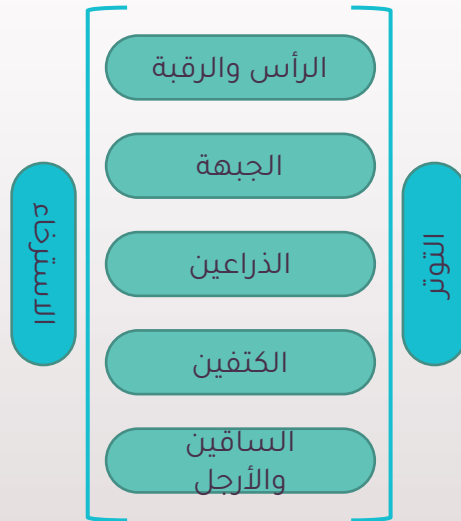 التوتر
الرأس والرقبة
الجبهة
الذراعين
الكتفين
الساقين
والأرجل
الاسترخاء